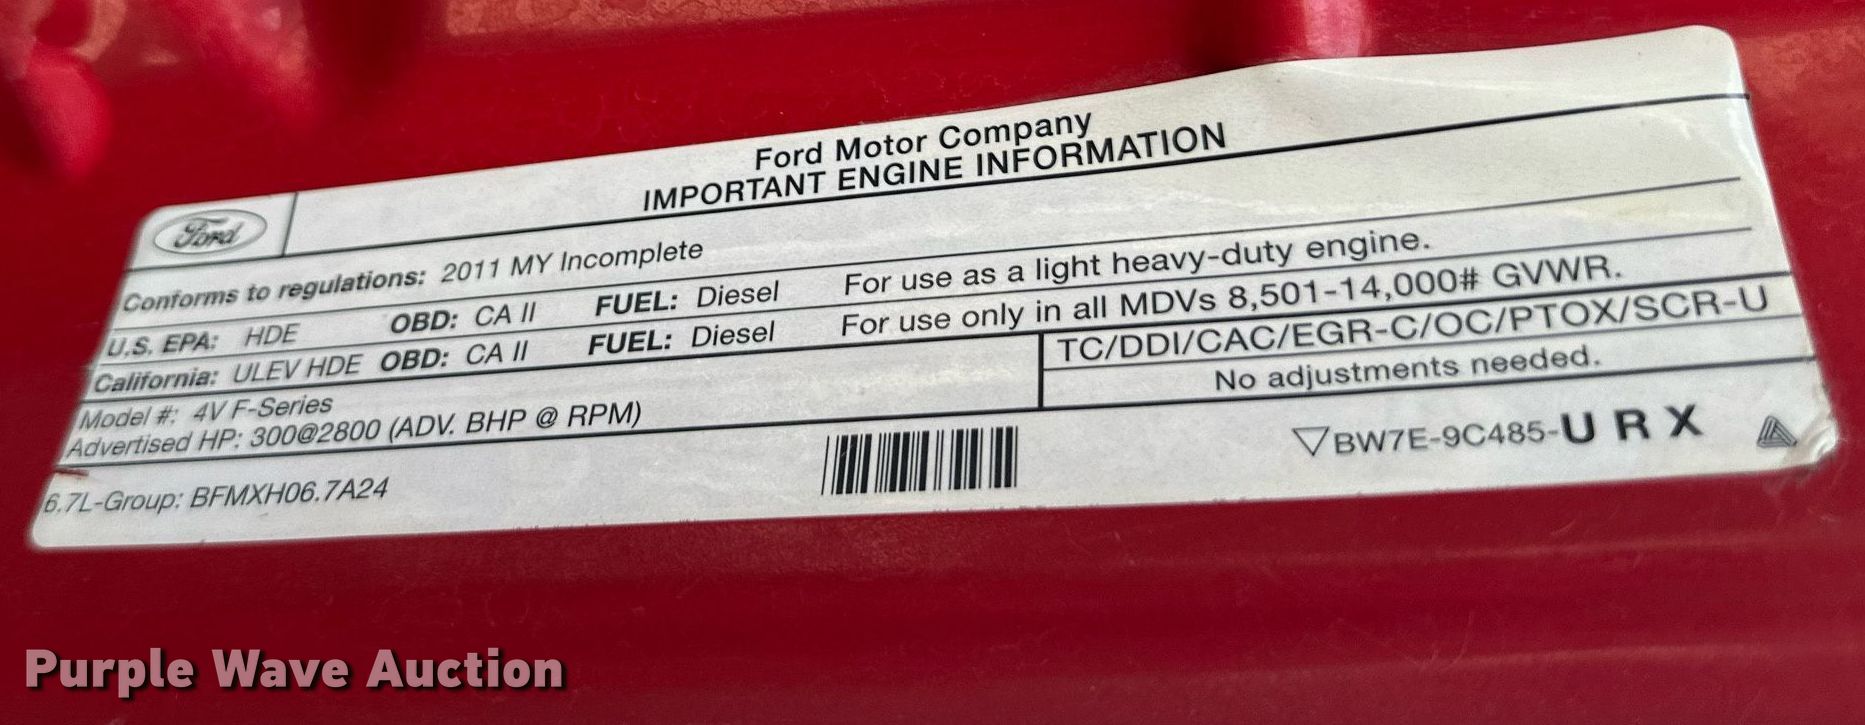 Ford Motor Company
IMPORTANT ENGINE INFORMATION
Ford
Conforms to regulations: 2011 MY Incomplete
U.S. EPA: HDE OBD: CA II FUEL: Diesel For use as a light heavy-duty engine.
California: ULEV HDE OBD: CA II FUEL: Diesel For use only in all MDVs 8,501-14,000# GVWR.
Model #: 4V F-Series
Advertised HP: 300@2800 (ADV. BHP @ RPM)
TC/DDI/CAC/EGR-C/OC/PTOX/SCR-U
No adjustments needed.
6.7L-Group: BFMXH06.7A24
▽BW7E-9C485-U R X
Purple Wave Auction